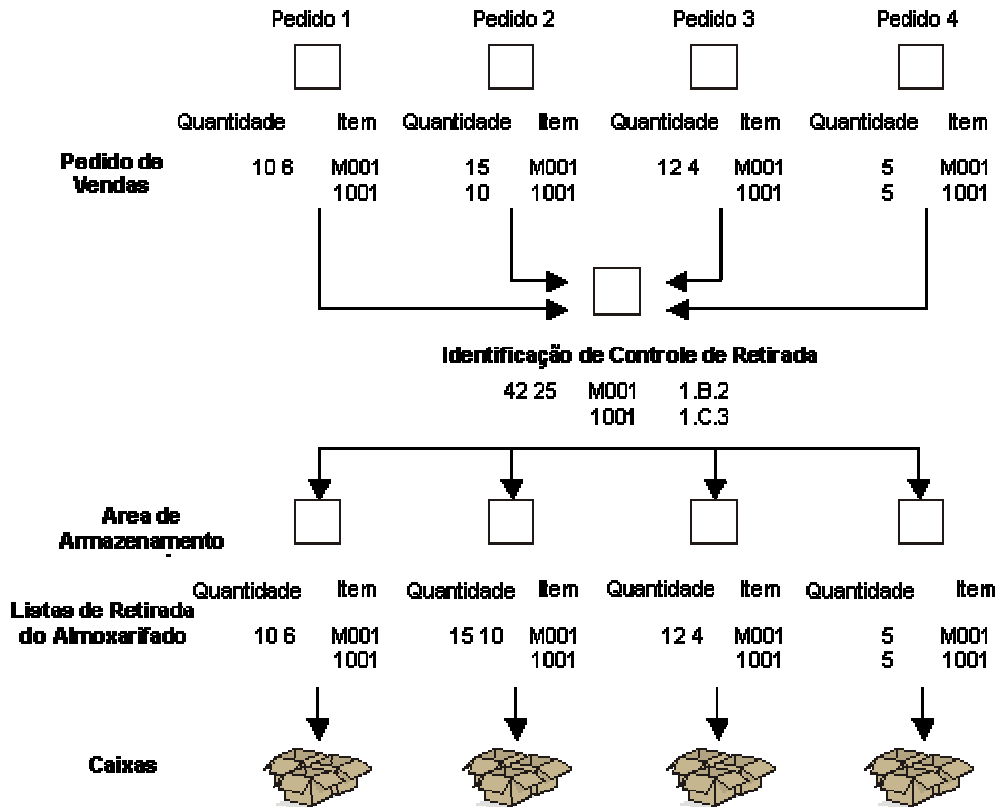 Pedido 1 Pedido 2 Pedido 3 Pedido 4
Quantidade Item Quantidade Item Quantidade Item Quantidade Item
Pedido de Vendas
10 6 M001 15 M001 12 4 M001 5 M001
1001 10 1001 1001 5 1001
Identificação de Controle de Retirada
42 25 M001 1.B.2
1001 1.C.3
Area de
Armazenamento
Quantidade Item Quantidade Item Quantidade Item Quantidade Item
Listas de Retirada
do Almoxarifado
10 6 M001 15 10 M001 12 4 M001 5 M001
1001 1001 1001 5 1001
Caixas